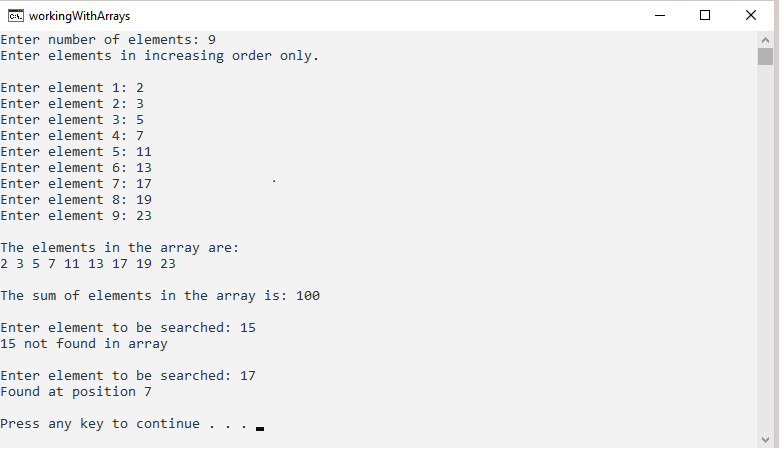 workingWithArrays
Enter number of elements: 9
Enter elements in increasing order only.
Enter element 1: 2
Enter element 2: 3
Enter element 3: 5
Enter element 4: 7
Enter element 5: 11
Enter element 6: 13
Enter element 7: 17
Enter element 8: 19
Enter element 9: 23
The elements in the array are:
2 3 5 7 11 13 17 19 23
The sum of elements in the array is: 100
Enter element to be searched: 15
15 not found in array
Enter element to be searched: 17
Found at position 7
Press any key to continue . . .